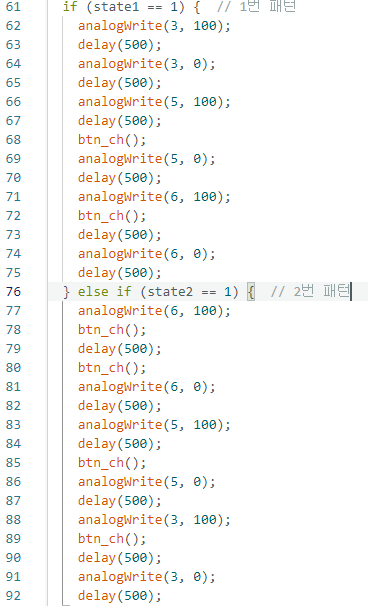 61 if (state1 == 1) {  // 1번 패턴
62 analogWrite(3, 100);
63 delay(500);
64 analogWrite(3, 0);
65 delay(500);
66 analogWrite(5, 100);
67 delay(500);
68 btn_ch();
69 analogWrite(5, 0);
70 delay(500);
71 analogWrite(6, 100);
72 btn_ch();
73 delay(500);
74 analogWrite(6, 0);
75 delay(500);
76 } else if (state2 == 1) {  // 2번 패턴
77 analogWrite(6, 100);
78 btn_ch();
79 delay(500);
80 btn_ch();
81 analogWrite(6, 0);
82 delay(500);
83 analogWrite(5, 100);
84 delay(500);
85 btn_ch();
86 analogWrite(5, 0);
87 delay(500);
88 analogWrite(3, 100);
89 btn_ch();
90 delay(500);
91 analogWrite(3, 0);
92 delay(500);